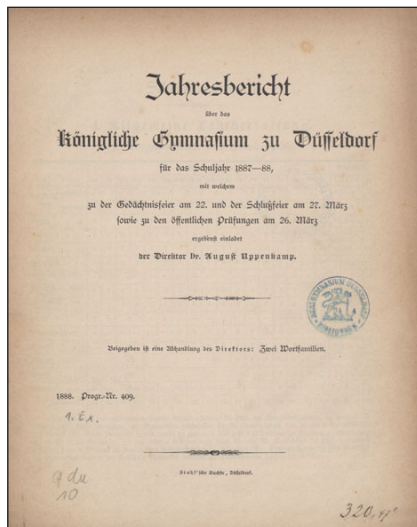 Jahresbericht
über das
Königliche Gymnasium zu Düsseldorf
für das Schuljahr 1887—88,
mit welchem
zu der Gedächtnisfeier am 22. und der Schlußfeier am 27. März
sowie zu den öffentlichen Prüfungen am 26. März
ergebenst einladet
der Direktor Dr. August Uppenkamp.
Beigegeben ist eine Abhandlung des Direktors: Zwei Wortfamilien.
1888. Progr.-Nr. 409.
1. Ex.
Düsseldorf.
10
320,